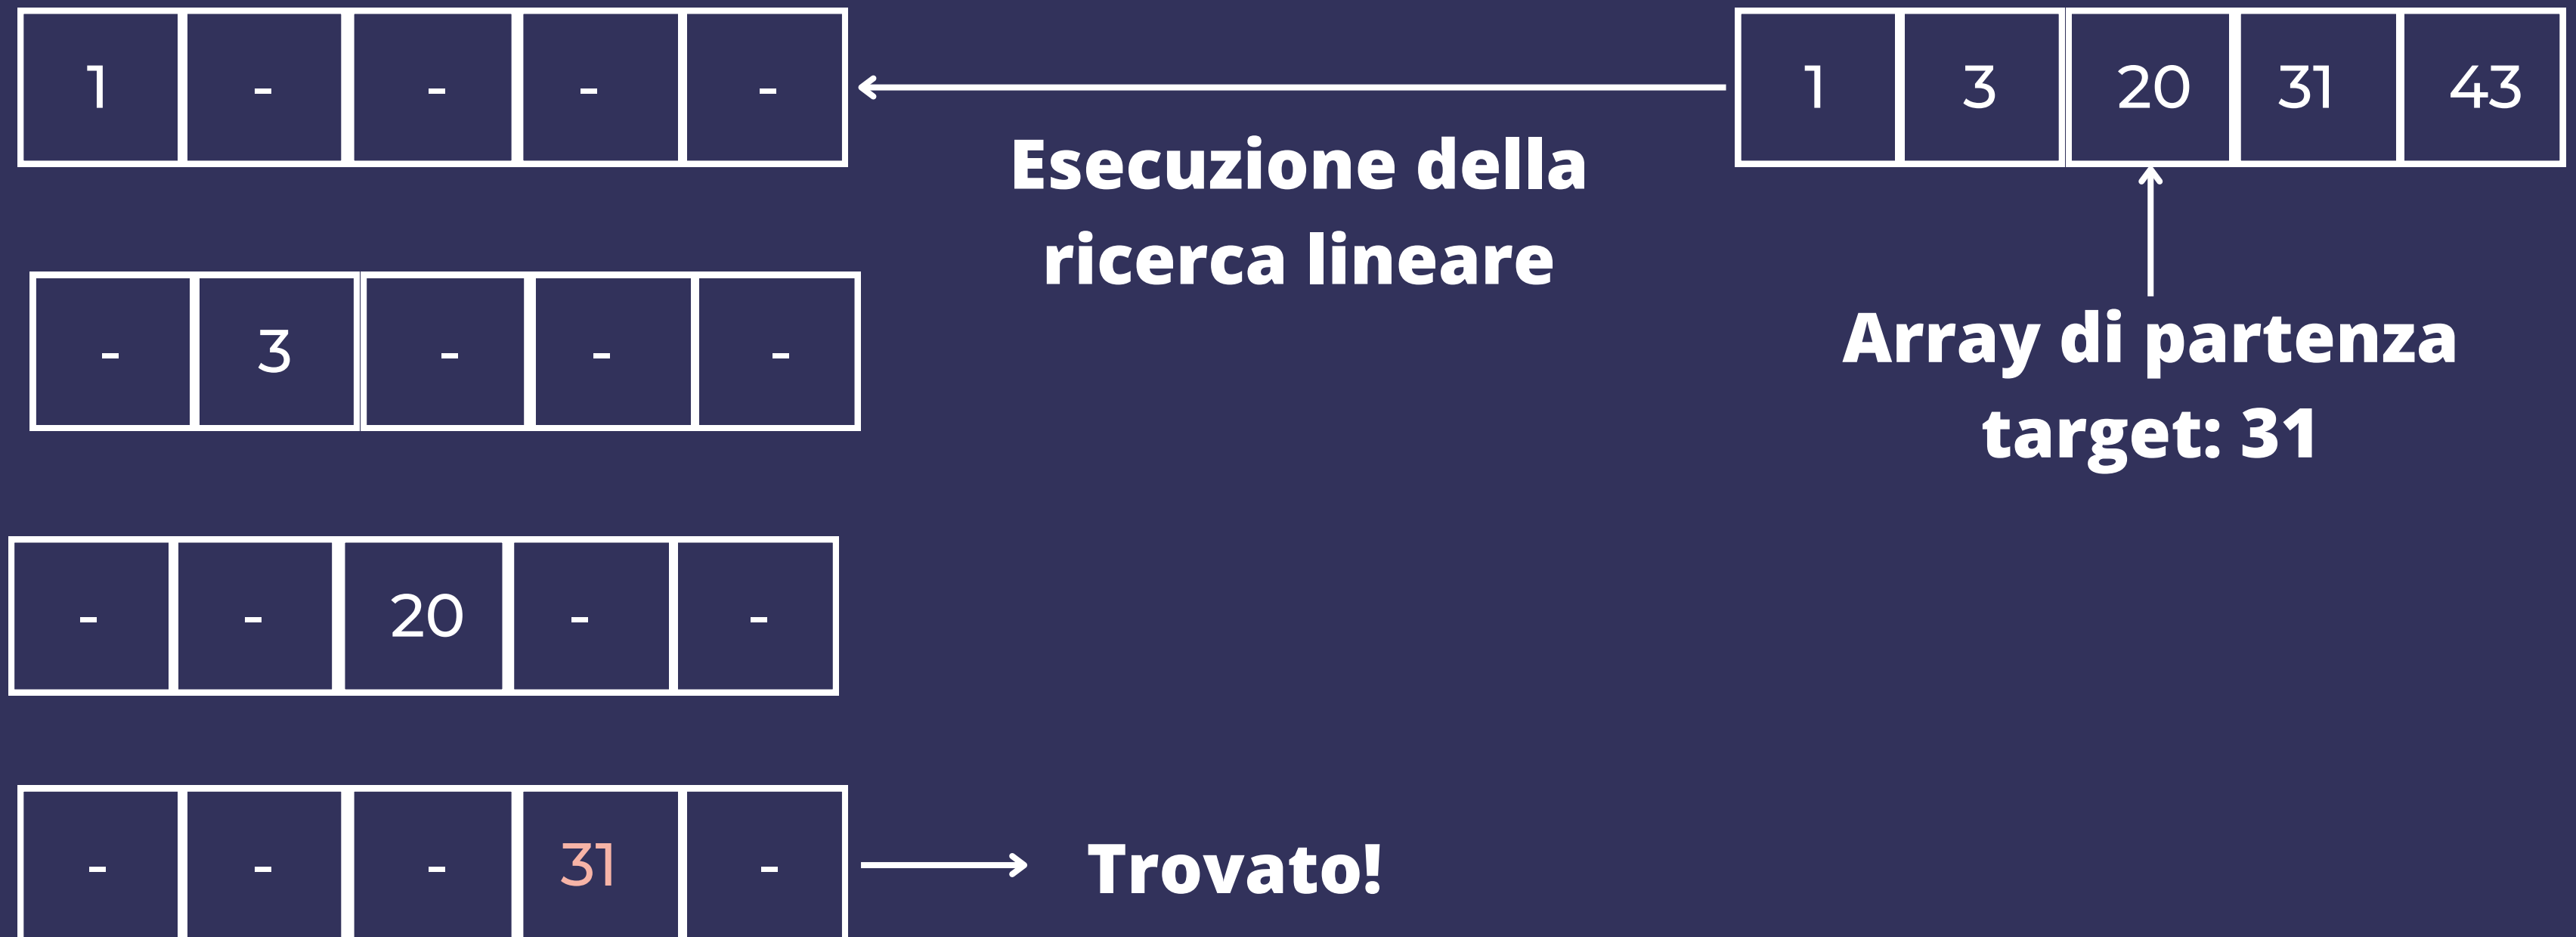 1 - - - -
1 3 20 31 43
Esecuzione della
ricerca lineare
Array di partenza
target: 31
- 3 - - -
- - 20 - -
- - - 31 -
Trovato!